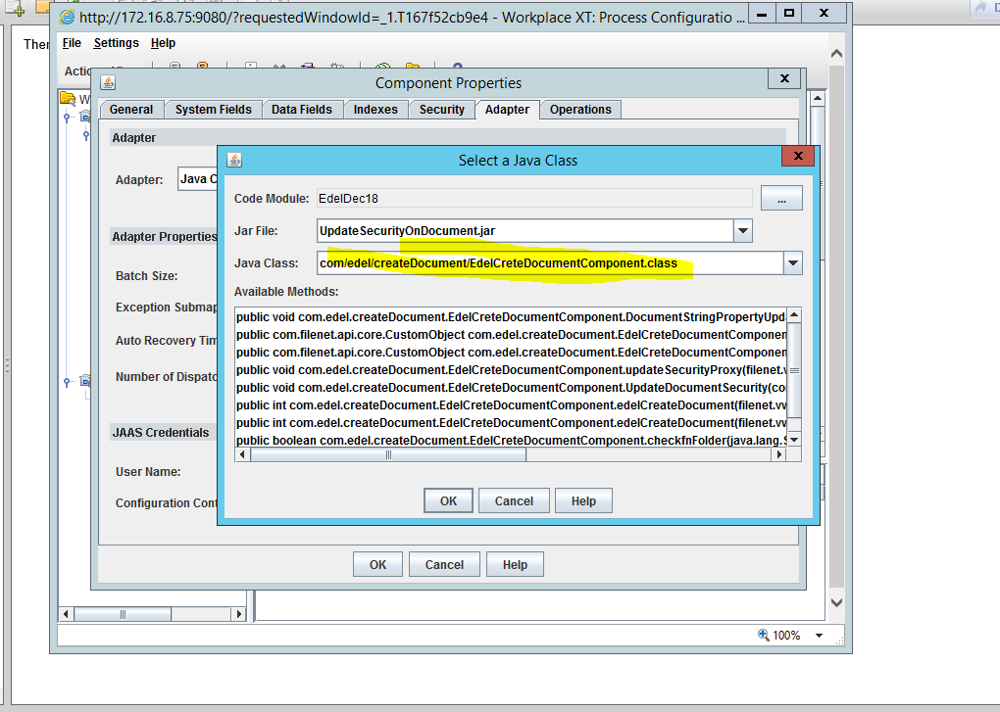 http://172.16.8.75:9080/?requestedWindowId=_1.T167f52cb9e4 - Workplace XT: Process Configuratio ...
Ther
File Settings Help
Component Properties
General System Fields Data Fields Indexes Security Adapter Operations
Adapter
Select a Java Class
Adapter: Java C
Code Module: EdelDec18 ...
Jar File: UpdateSecurityOnDocument.jar
Adapter Properties
Java Class: com/edel/createDocument/EdelCreteDocumentComponent.class
Batch Size:
Available Methods:
Exception Submap
public void com.edel.createDocument.EdelCreteDocumentComponent.DocumentStringPropertyUpda
public com.filenet.api.core.CustomObject com.edel.createDocument.EdelCreteDocumentComponen
Auto Recovery Tim
public com.filenet.api.core.CustomObject com.edel.createDocument.EdelCreteDocumentComponen
public void com.edel.createDocument.EdelCreteDocumentComponent.updateSecurityProxy(filenet.v
Number of Dispatc
public void com.edel.createDocument.EdelCreteDocumentComponent.UpdateDocumentSecurity(co
public int com.edel.createDocument.EdelCreteDocumentComponent.edelCreateDocument(filenet.vv
public int com.edel.createDocument.EdelCreteDocumentComponent.edelCreateDocument(filenet.vv
JAAS Credentials
public boolean com.edel.createDocument.EdelCreteDocumentComponent.checkfnFolder(java.lang.S
User Name:
Configuration Cont
OK Cancel Help
OK Cancel Help
100%